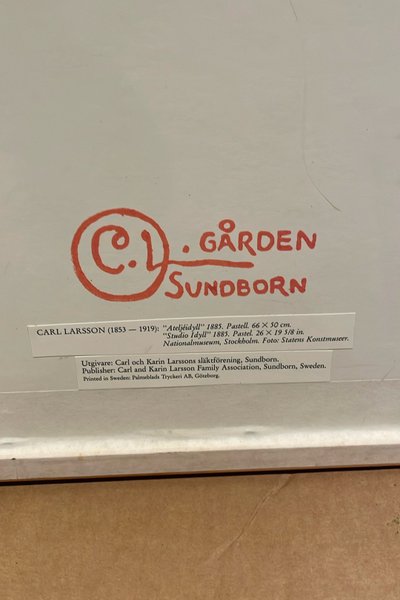 C.L. GÅRDEN
SUNDBORN
CARL LARSSON (1853 — 1919): "Ateljéidyll" 1885. Pastell. 66 × 50 cm.
"Studio Idyll" 1885. Pastel. 26 × 19 5/8 in.
Nationalmuseum, Stockholm. Foto: Statens Konstmuseer.
Utgivare: Carl och Karin Larssons släktförening, Sundborn.
Publisher: Carl and Karin Larsson Family Association, Sundborn, Sweden.
Printed in Sweden: Palmeblads Tryckeri AB, Göteborg.